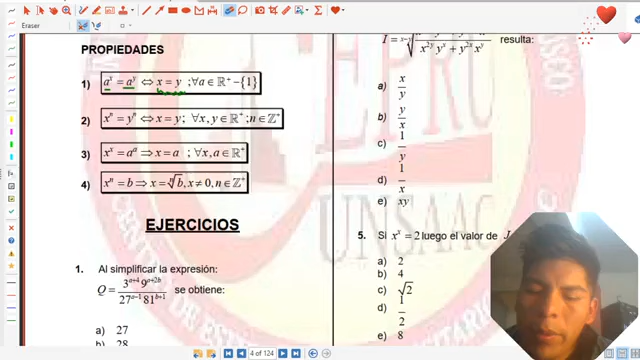 Eraser
PROPIEDADES
1) a^x = a^y ⇔ x = y ; ∀a ∈ ℝ⁺ − {1}
2) x^n = y^n ⇔ x = y; ∀x, y ∈ ℝ⁺; n ∈ ℤ⁺
3) x^x = a^a ⇒ x = a ; ∀x, a ∈ ℝ⁺
4) x^n = b ⇒ x = ⁿ√b, x ≠ 0, n ∈ ℤ⁺
EJERCICIOS
1. Al simplificar la expresión:
Q = (3^(a+4) 9^(a+2b)) / (27^(a−1) 81^(b+1)) se obtiene:
a) 27
b) 28
x^(2y) y^x + y^(2x) x^y
resulta:
a) x/y
b) y/x
c) 1/y
d) 1/x
e) xy
5. Si x^x = 2 luego el valor de
a) 2
b) 4
c) √2
d) 1/2
e) 8
UNSAAC
4 of 124